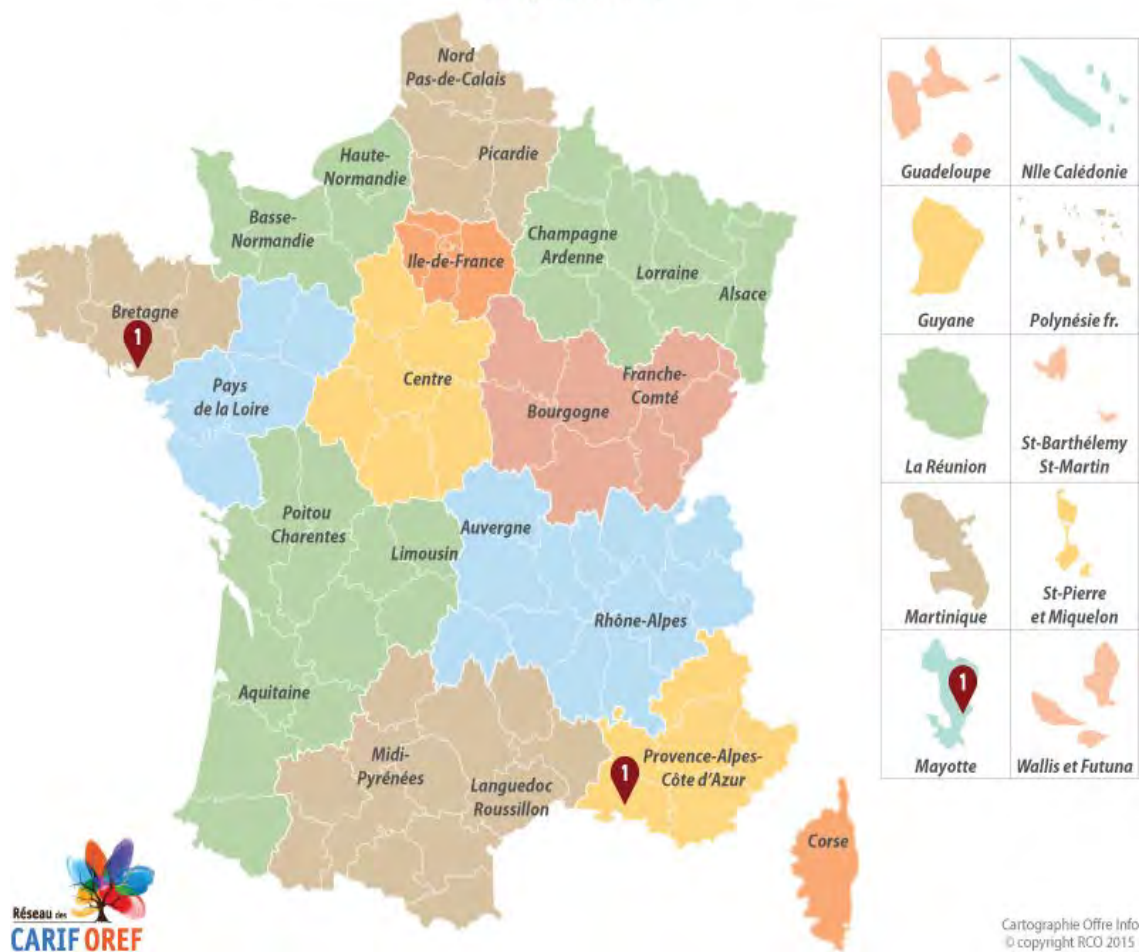 Nord
Pas-de-Calais
Picardie
Haute-
Normandie
Basse-
Normandie
Ile-de-France
Champagne
Ardenne
Lorraine
Alsace
Bretagne
1
Pays
de la Loire
Centre
Bourgogne
Franche-
Comté
Poitou
Charentes
Limousin
Auvergne
Rhône-Alpes
Aquitaine
Midi-
Pyrénées
Languedoc
Roussillon
1
Provence-Alpes-
Côte d'Azur
Corse
Guadeloupe
Nlle Calédonie
Guyane
Polynésie fr.
La Réunion
St-Barthélemy
St-Martin
Martinique
St-Pierre
et Miquelon
1
Mayotte
Wallis et Futuna
Réseau des
CARIF OREF
Cartographie Offre Info
© copyright RCO 2015